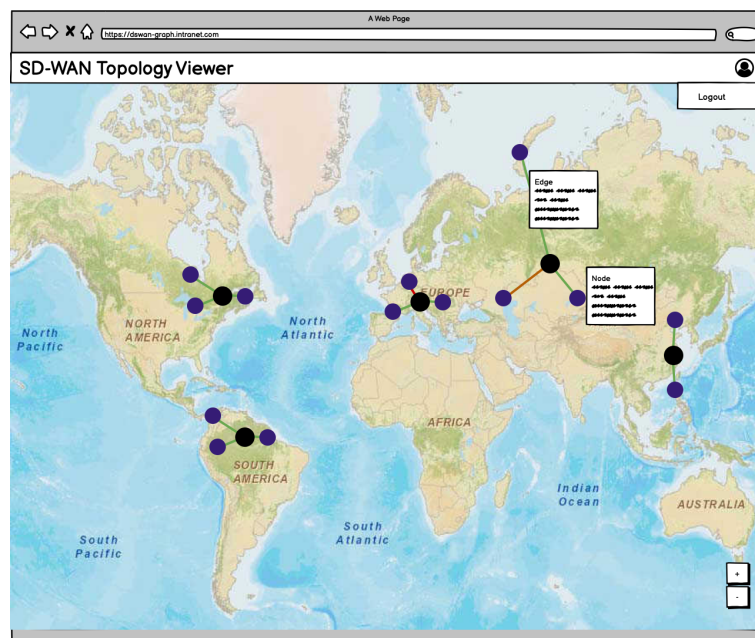 A Web Page
https://dswan-graph.intranet.com
SD-WAN Topology Viewer
Logout
Edge
Node
EUROPE
NORTH
AMERICA
North
Pacific
North
Atlantic
AFRICA
SOUTH
AMERICA
Indian
Ocean
AUSTRALIA
South
Pacific
South
Atlantic
+
-